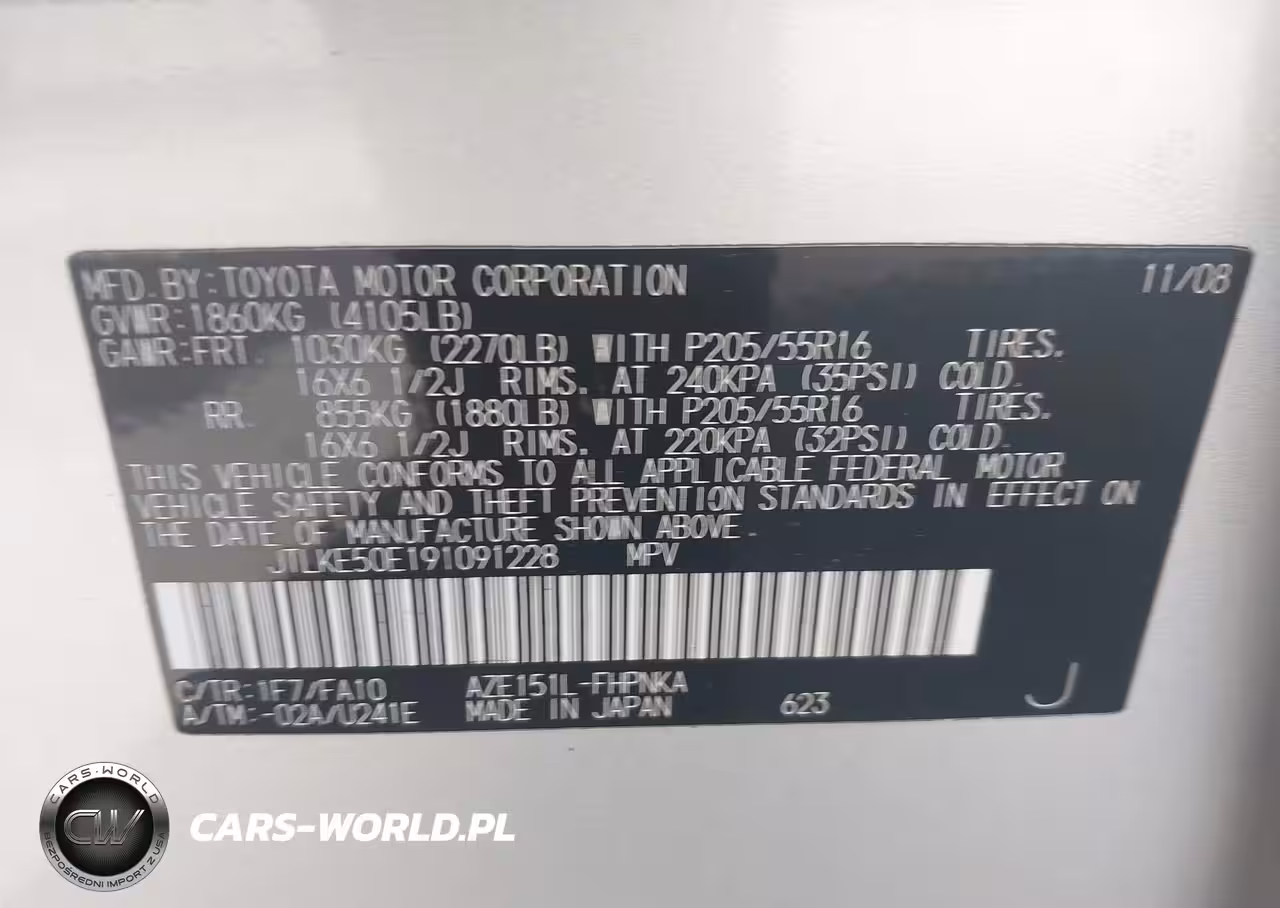 MFD. BY: TOYOTA MOTOR CORPORATION 11/08
GVWR: 1860KG (4105LB)
GAWR: FRT. 1030KG (2270LB) WITH P205/55R16 TIRES.
16X6 1/2J RIMS. AT 240KPA (35PSI) COLD.
RR. 855KG (1880LB) WITH P205/55R16 TIRES.
16X6 1/2J RIMS. AT 220KPA (32PSI) COLD.
THIS VEHICLE CONFORMS TO ALL APPLICABLE FEDERAL MOTOR
VEHICLE SAFETY AND THEFT PREVENTION STANDARDS IN EFFECT ON
THE DATE OF MANUFACTURE SHOWN ABOVE.
JTLKE50E191091228 MPV
C/TR: 1F7/FA10 AZE151L-FHPNKA
A/TM: -02A/U241E MADE IN JAPAN 623 J
CARS-WORLD
CW
BEZPOŚREDNI IMPORT Z USA
CARS-WORLD.PL